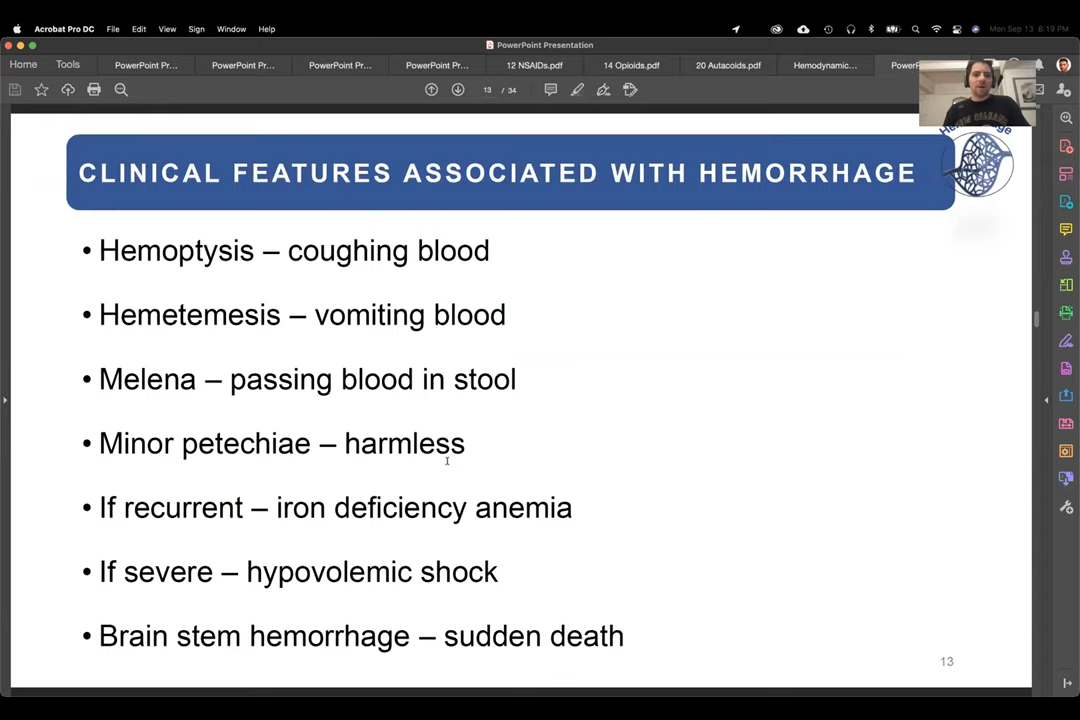 Acrobat Pro DC File Edit View Sign Window Help Mon Sep 13 8:19 PM
PowerPoint Presentation
Home Tools PowerPoint Pr... PowerPoint Pr... PowerPoint Pr... PowerPoint Pr... 12 NSAIDs.pdf 14 Opioids.pdf 20 Autacoids.pdf Hemodynamic...
13 / 34
CLINICAL FEATURES ASSOCIATED WITH HEMORRHAGE
• Hemoptysis – coughing blood
• Hemetemesis – vomiting blood
• Melena – passing blood in stool
• Minor petechiae – harmless
• If recurrent – iron deficiency anemia
• If severe – hypovolemic shock
• Brain stem hemorrhage – sudden death
13